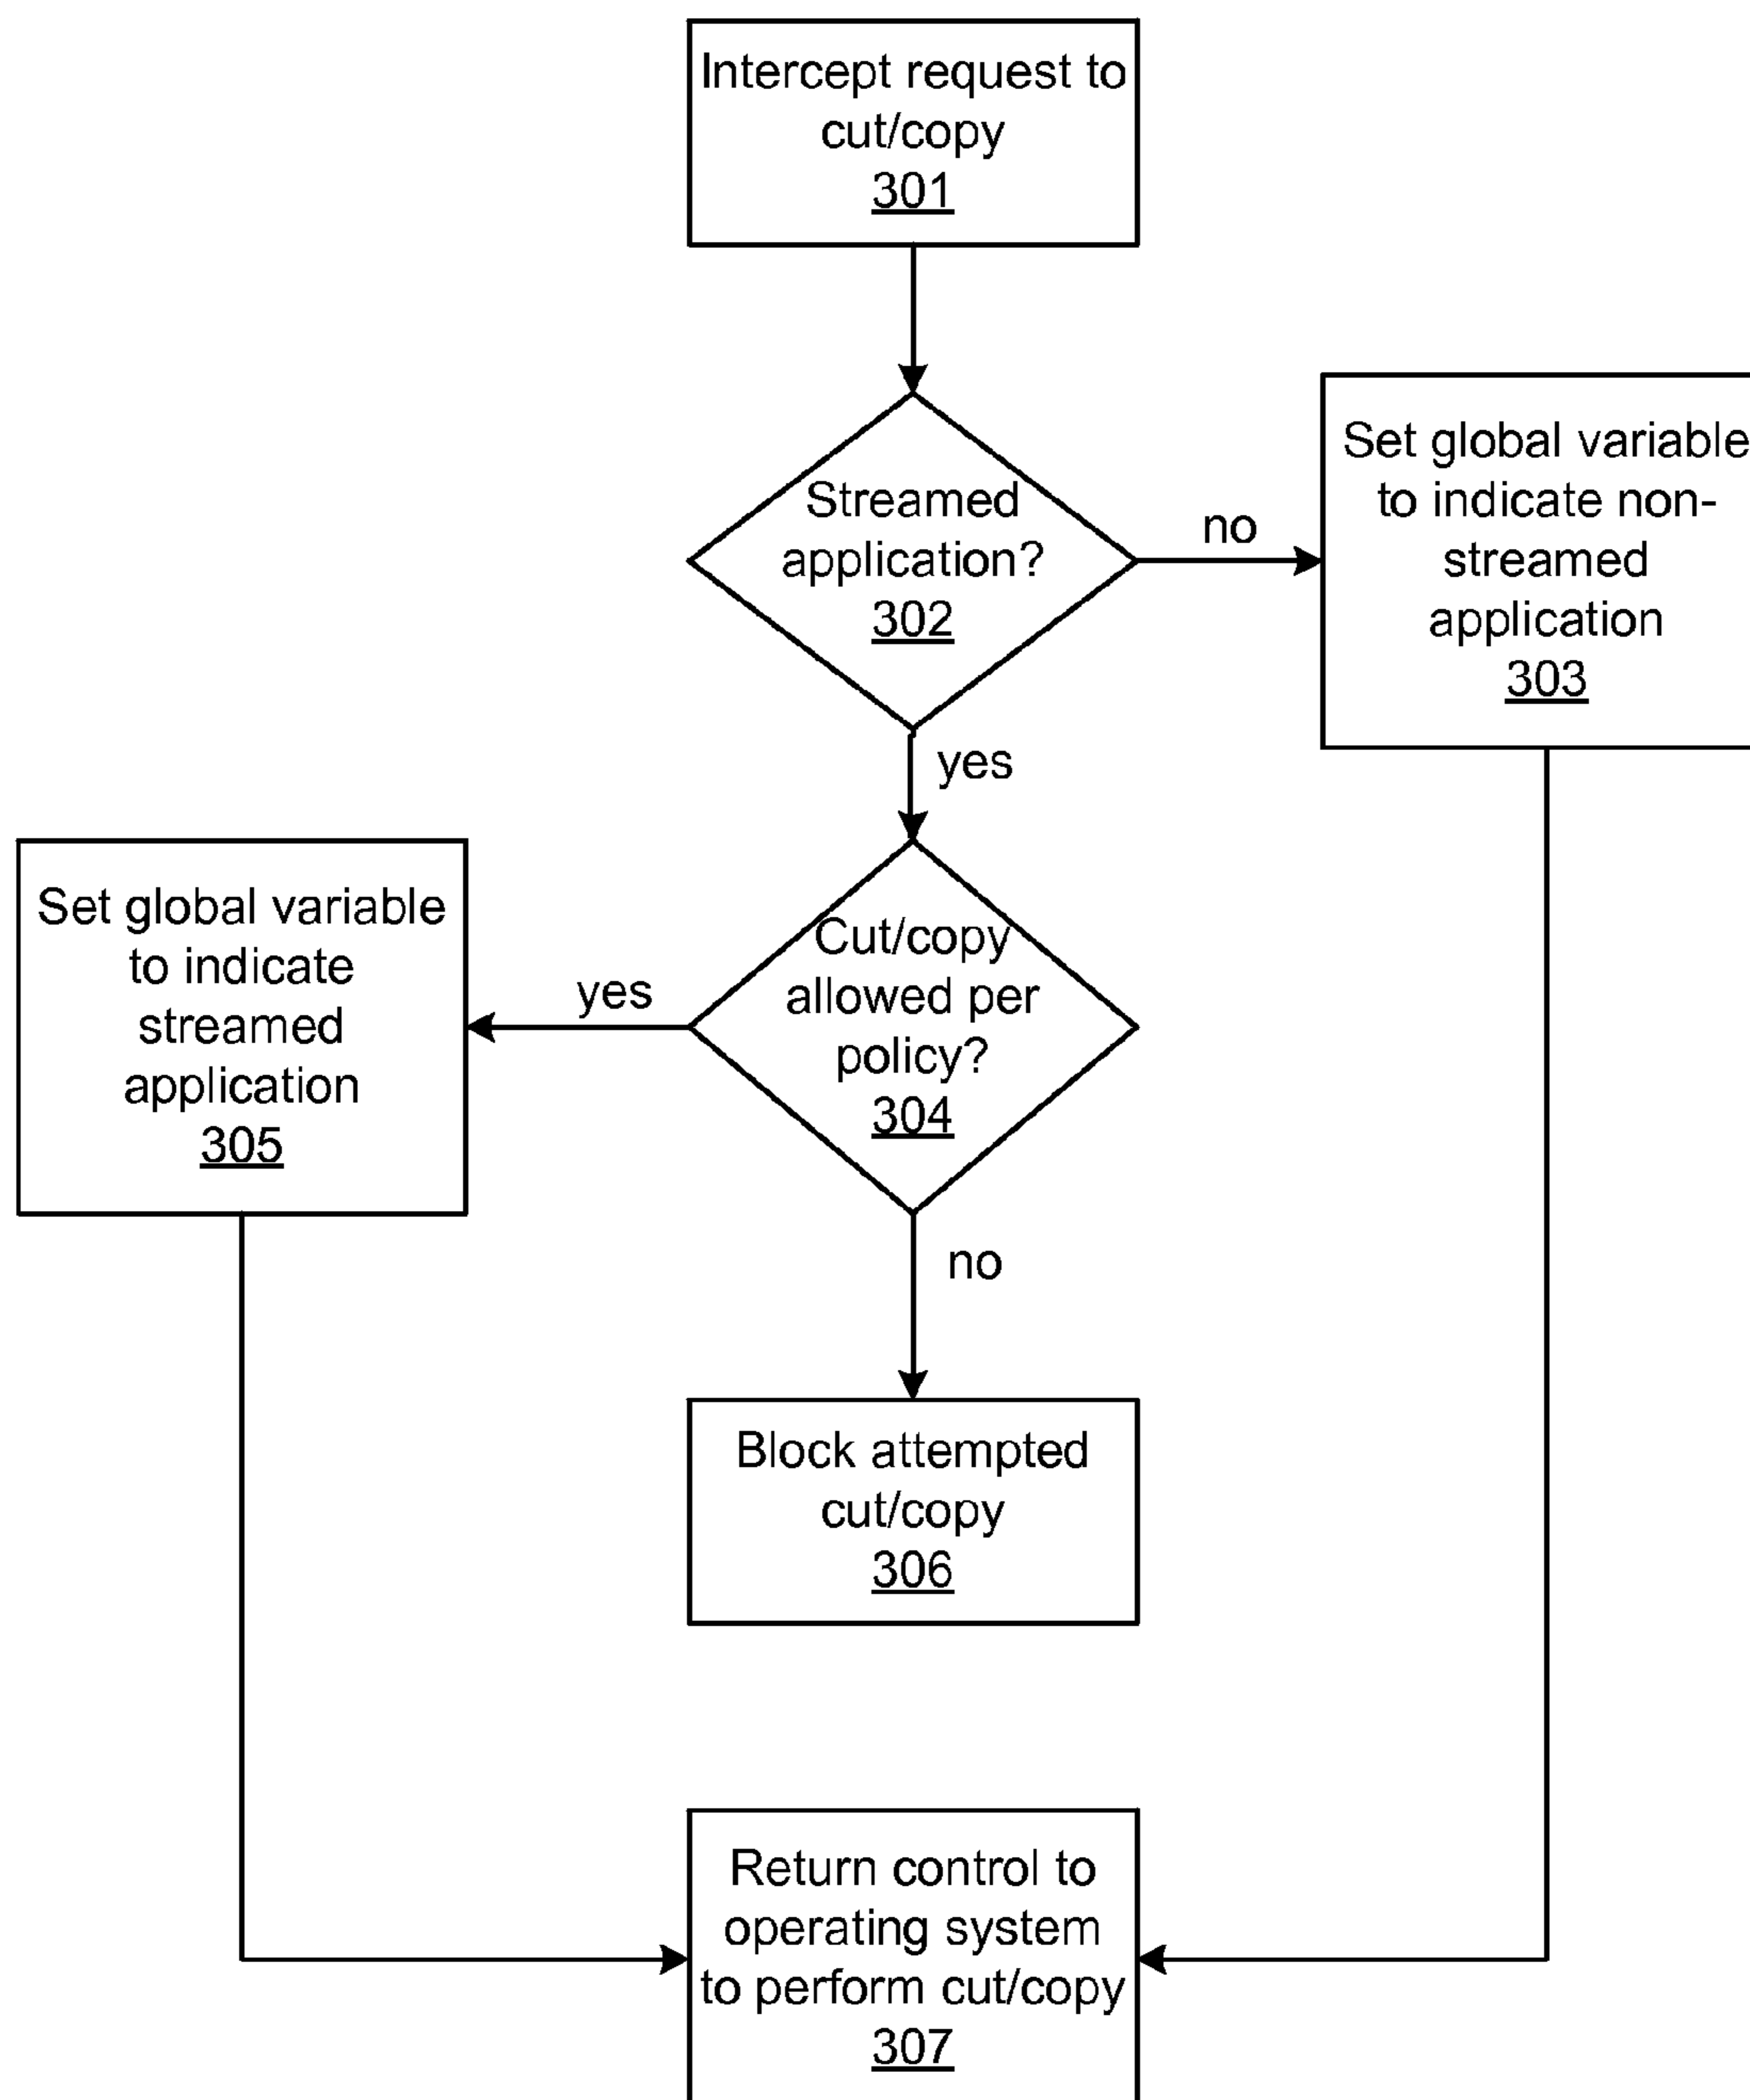 Intercept request to
cut/copy
301
Streamed
application?
302
no
Set global variable
to indicate non-
streamed
application
303
yes
Cut/copy
allowed per
policy?
304
yes
Set global variable
to indicate
streamed
application
305
no
Block attempted
cut/copy
306
Return control to
operating system
to perform cut/copy
307